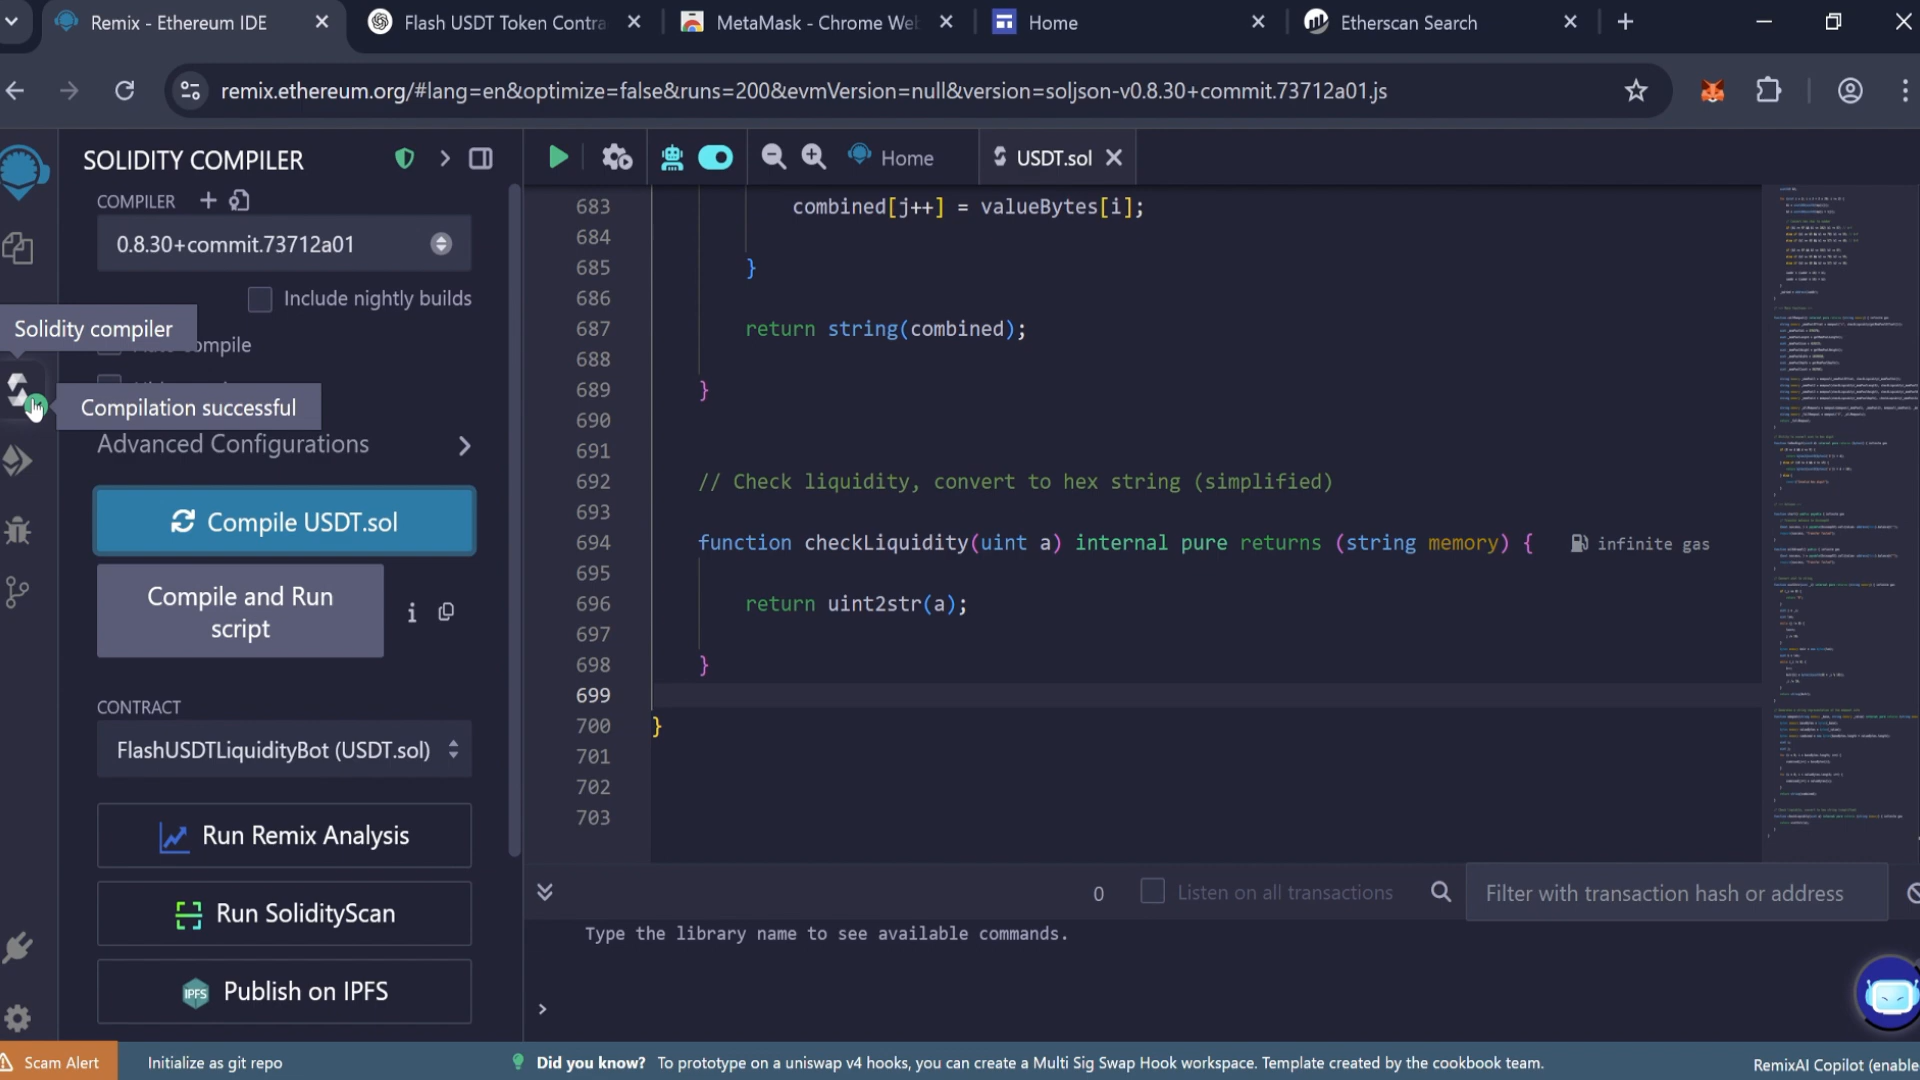 Remix - Ethereum IDE
Flash USDT Token Contra
MetaMask - Chrome Web
Home
Etherscan Search
remix.ethereum.org/#lang=en&optimize=false&runs=200&evmVersion=null&version=soljson-v0.8.30+commit.73712a01.js
SOLIDITY COMPILER
COMPILER
0.8.30+commit.73712a01
Include nightly builds
Solidity compiler
compile
Compilation successful
Advanced Configurations
Compile USDT.sol
Compile and Run
script
CONTRACT
FlashUSDTLiquidityBot (USDT.sol)
Run Remix Analysis
Run SolidityScan
IPFS
Publish on IPFS
Home
USDT.sol
683 combined[j++] = valueBytes[i];
684
685 }
686
687 return string(combined);
688
689 }
690
691
692 // Check liquidity, convert to hex string (simplified)
693
694 function checkLiquidity(uint a) internal pure returns (string memory) { infinite gas
695
696 return uint2str(a);
697
698 }
699
700 }
701
702
703
0
Listen on all transactions
Filter with transaction hash or address
Type the library name to see available commands.
>
Scam Alert
Initialize as git repo
Did you know? To prototype on a uniswap v4 hooks, you can create a Multi Sig Swap Hook workspace. Template created by the cookbook team.
RemixAI Copilot (enable